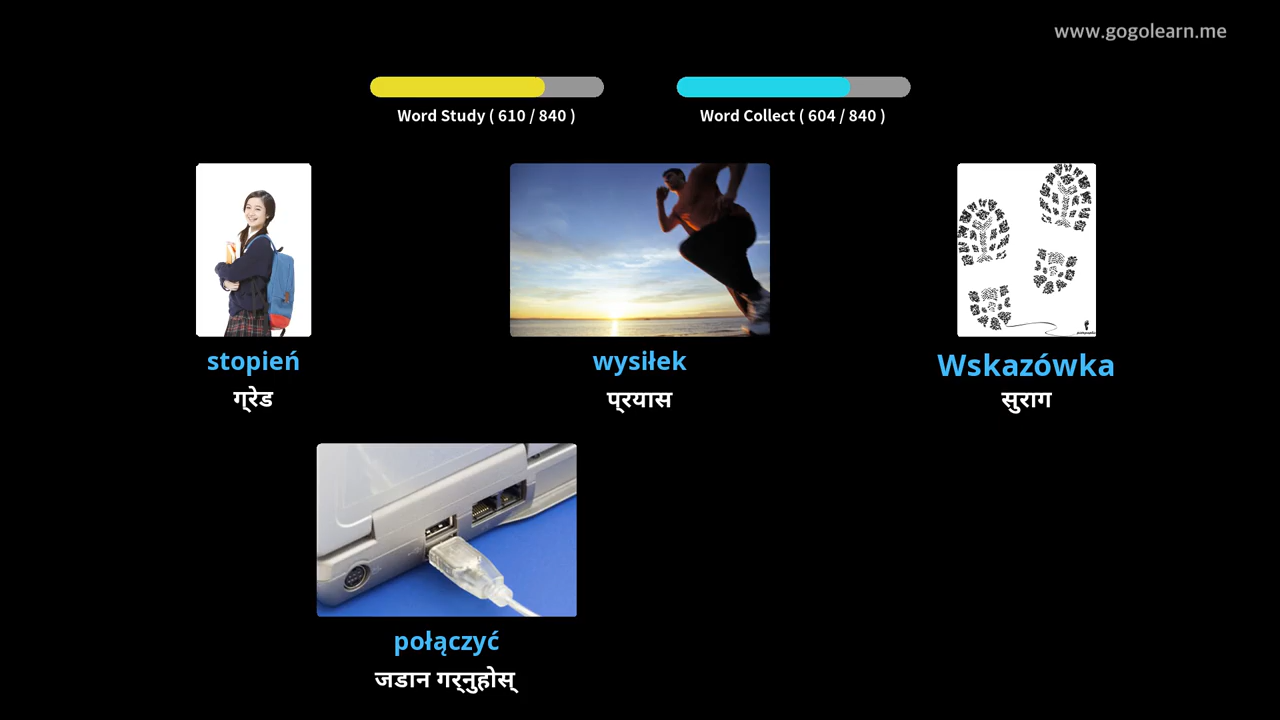 www.gogolearn.me
Word Study ( 610 / 840 )
Word Collect ( 604 / 840 )
stopień
ग्रेड
wysiłek
प्रयास
Wskazówka
सुराग
połączyć
जडान गर्नुहोस्